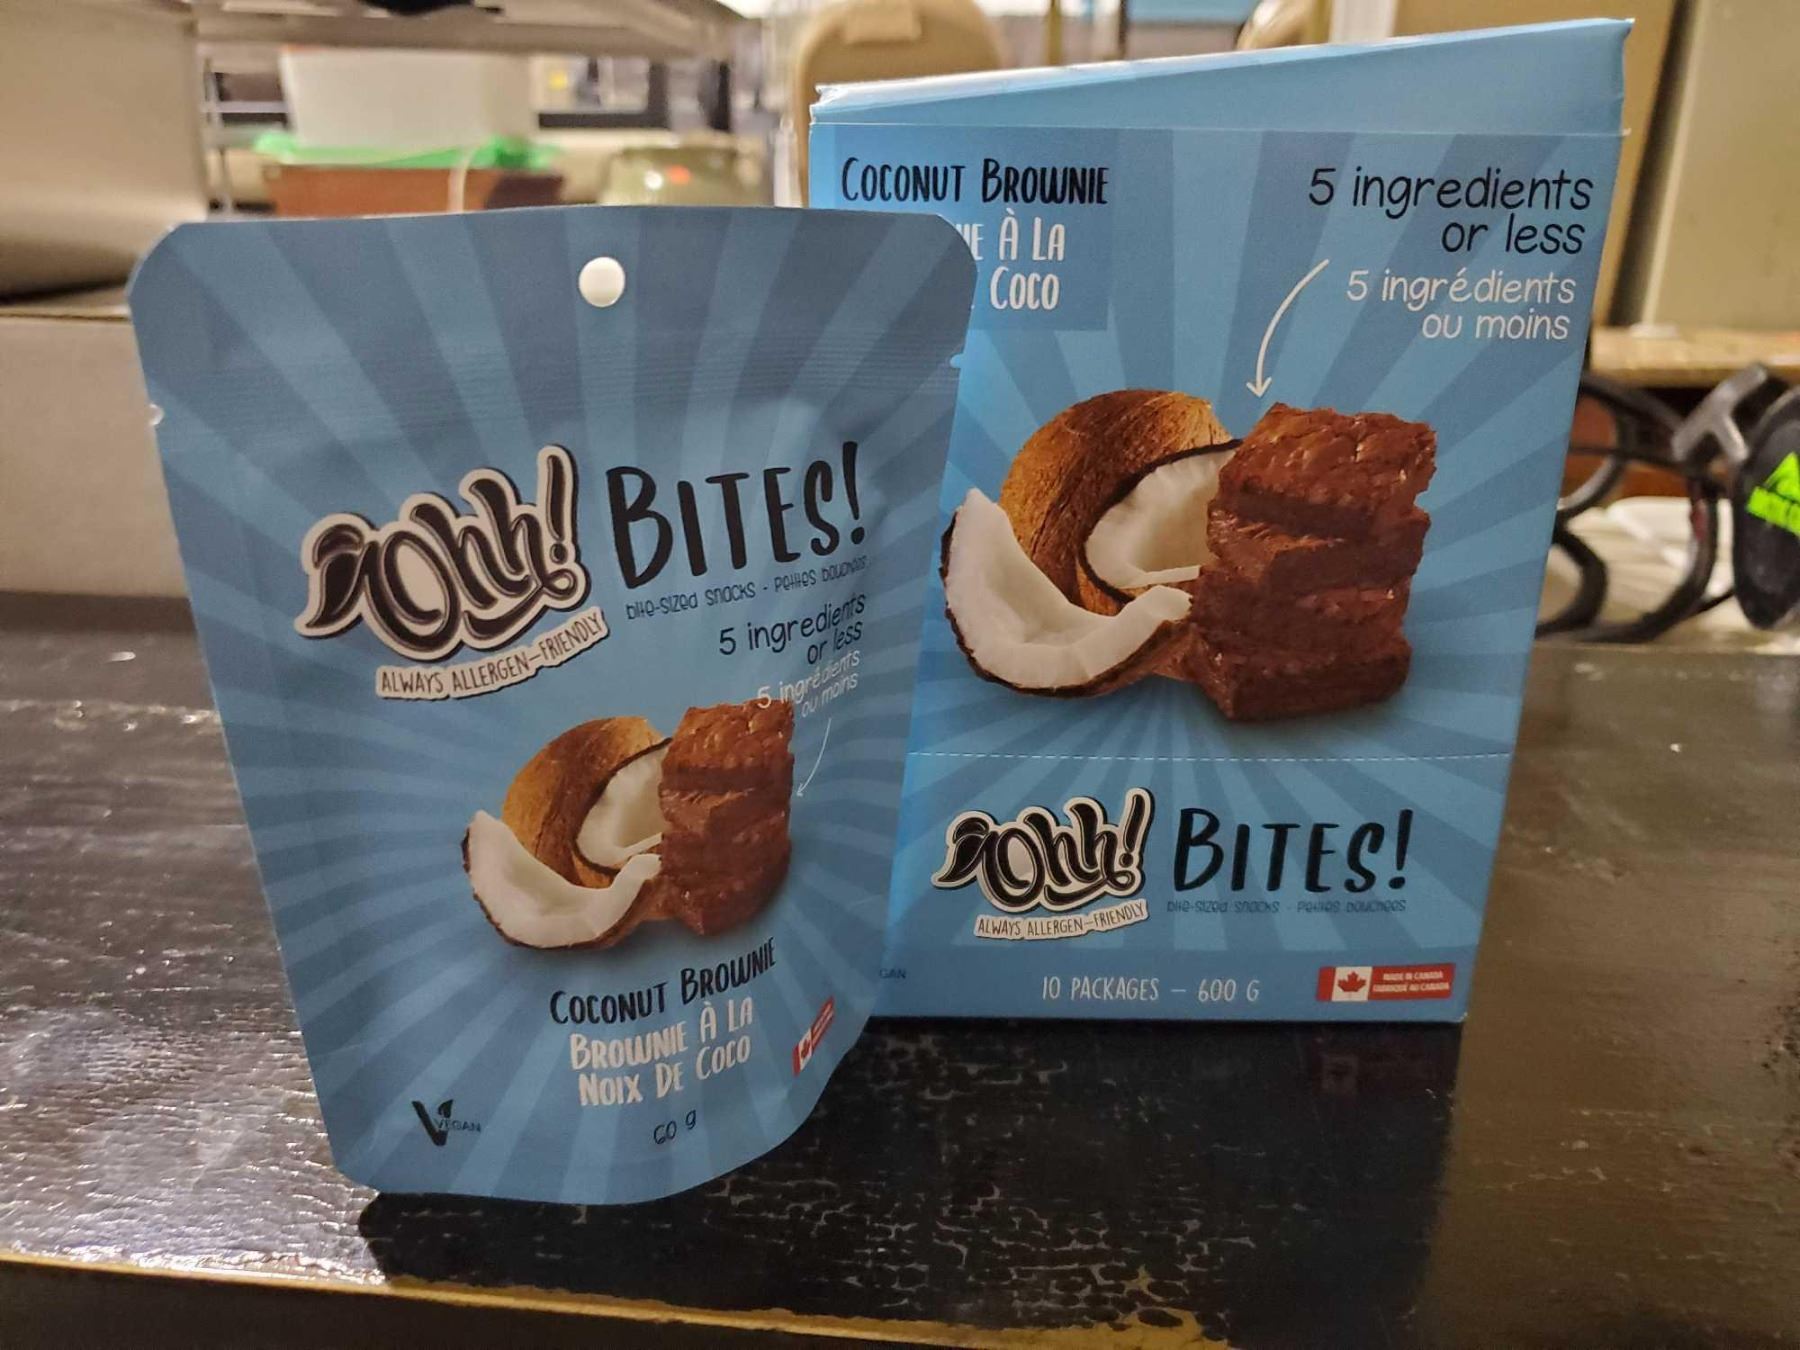 Ohh! BITES!
bite-sized snacks - Petites bouchées
ALWAYS ALLERGEN-FRIENDLY
5 ingredients
or less
5 ingrédients
ou moins
COCONUT BROWNIE
BROWNIE À LA
NOIX DE COCO
VEGAN
60 g
COCONUT BROWNIE
À LA
COCO
5 ingredients
or less
5 ingrédients
ou moins
Ohh! BITES!
bite-sized snacks - Petites bouchées
ALWAYS ALLERGEN-FRIENDLY
10 PACKAGES - 600 G
MADE IN CANADA
FABRIQUÉ AU CANADA